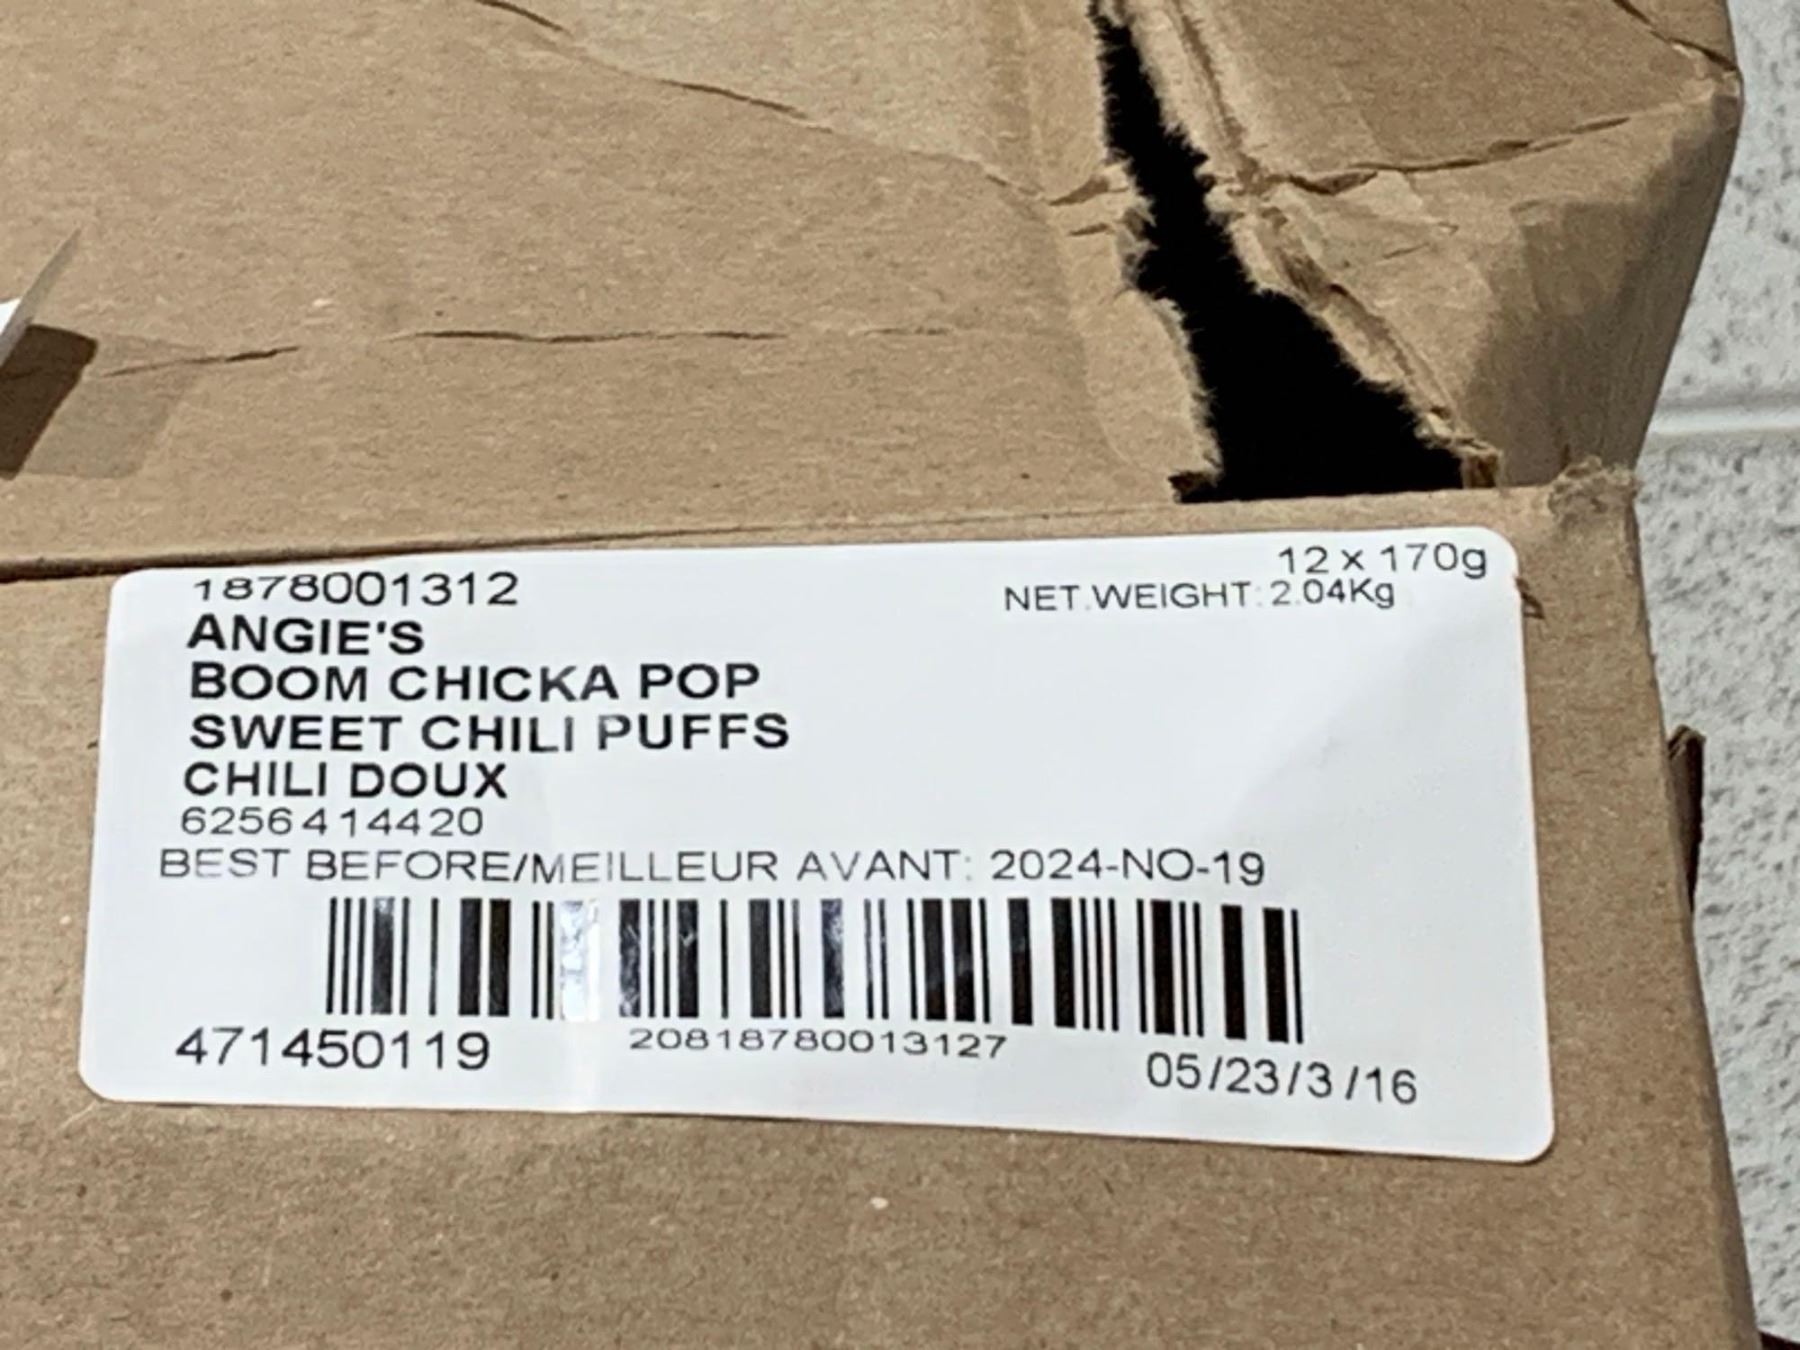 1878001312
12 x 170g
NET.WEIGHT: 2.04Kg
ANGIE'S
BOOM CHICKA POP
SWEET CHILI PUFFS
CHILI DOUX
6256414420
BEST BEFORE/MEILLEUR AVANT: 2024-NO-19
471450119
20818780013127
05/23/3 /16